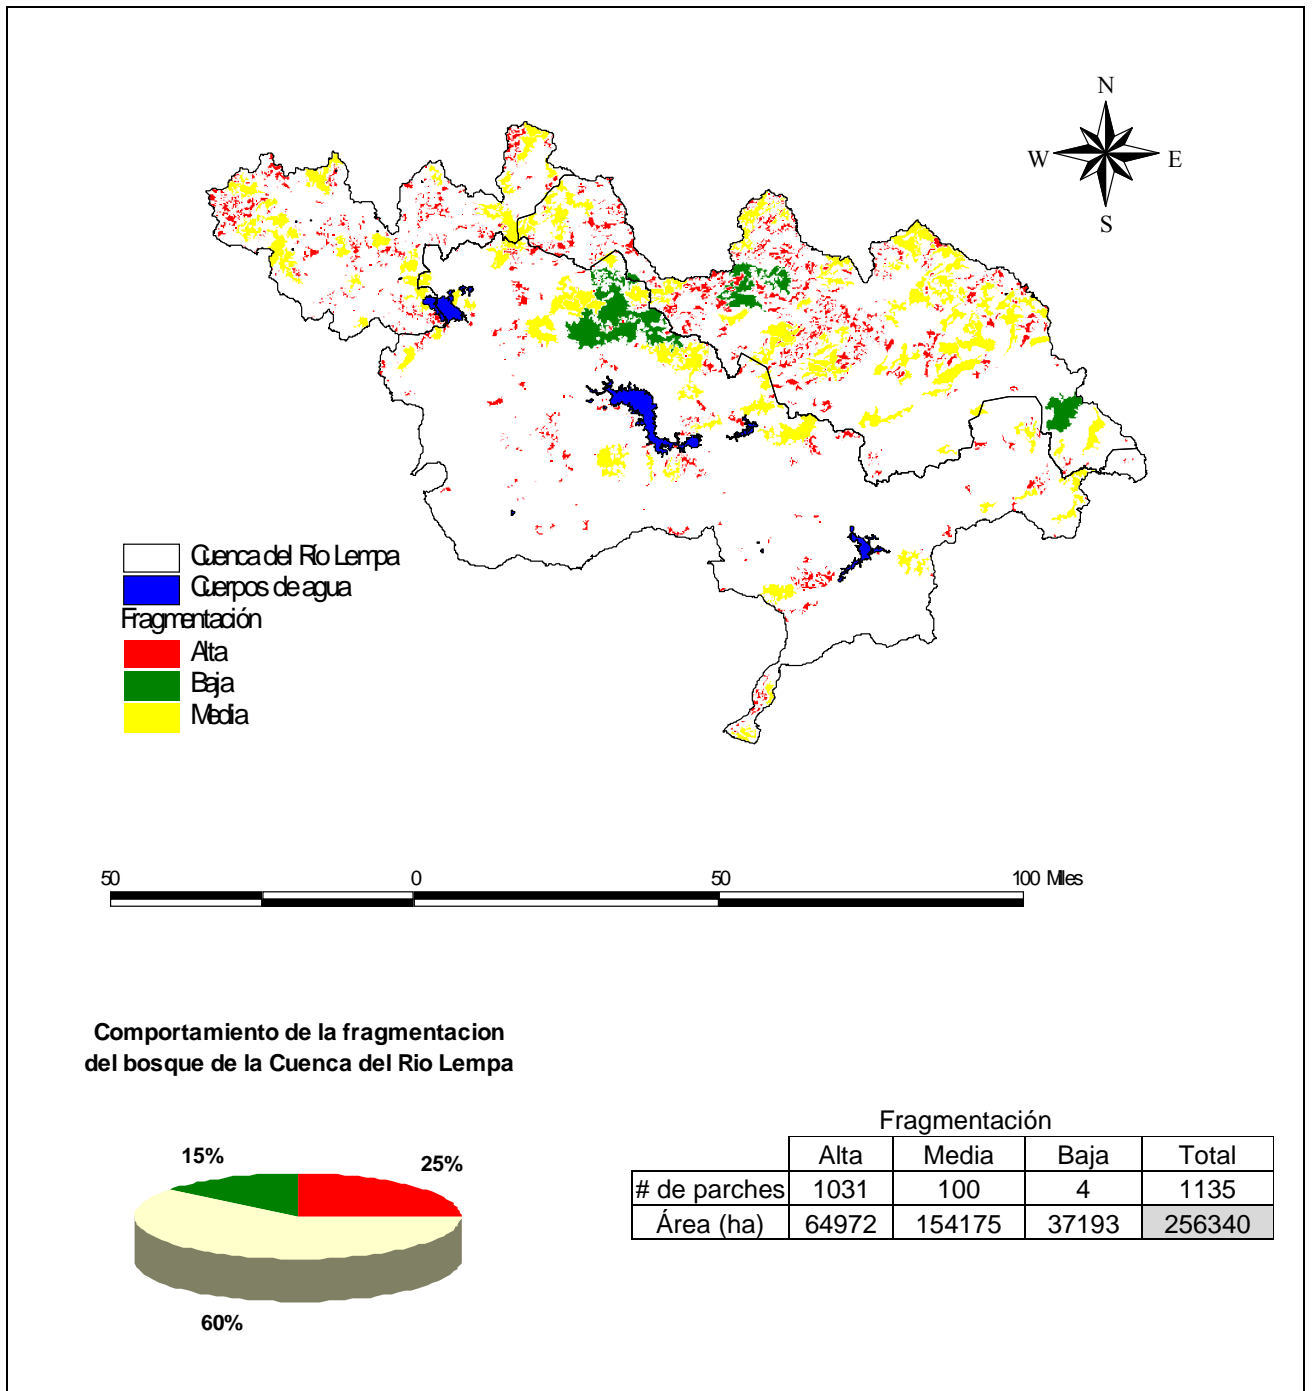 N
W E
S
Cuenca del Río Lempa
Cuerpos de agua
Fragmentación
Alta
Baja
Media
50 0 50 100 Miles
Comportamiento de la fragmentacion
del bosque de la Cuenca del Rio Lempa
15% 25%
60%
Fragmentación
Alta Media Baja Total
# de parches 1031 100 4 1135
Área (ha) 64972 154175 37193 256340